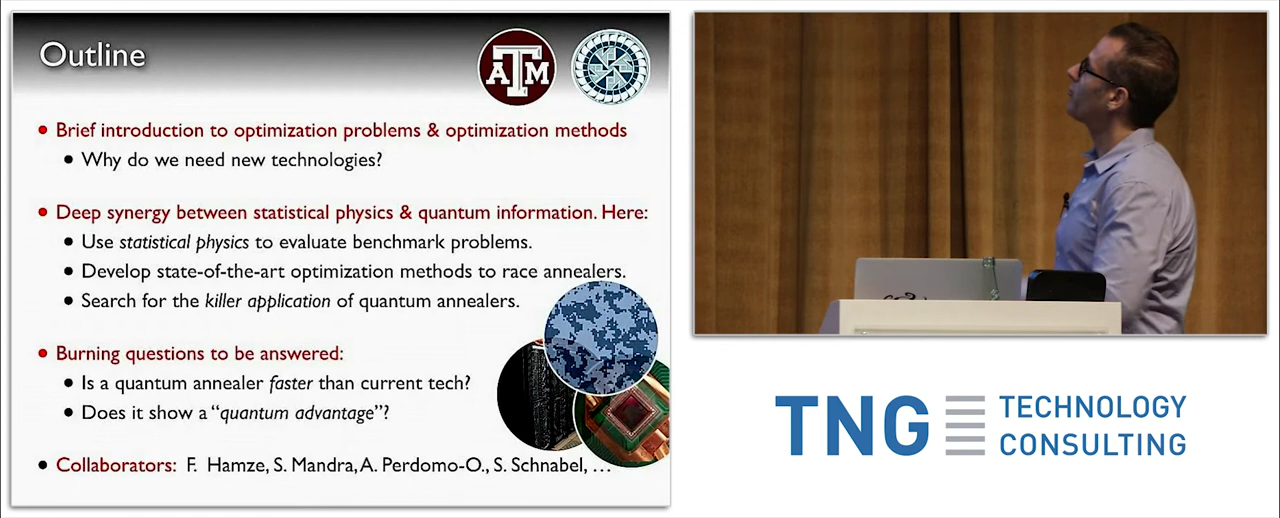 Outline
ATM
• Brief introduction to optimization problems & optimization methods
• Why do we need new technologies?
• Deep synergy between statistical physics & quantum information. Here:
• Use statistical physics to evaluate benchmark problems.
• Develop state-of-the-art optimization methods to race annealers.
• Search for the killer application of quantum annealers.
• Burning questions to be answered:
• Is a quantum annealer faster than current tech?
• Does it show a “quantum advantage”?
• Collaborators: F. Hamze, S. Mandra, A. Perdomo-O., S. Schnabel, ...
TNG TECHNOLOGY
CONSULTING